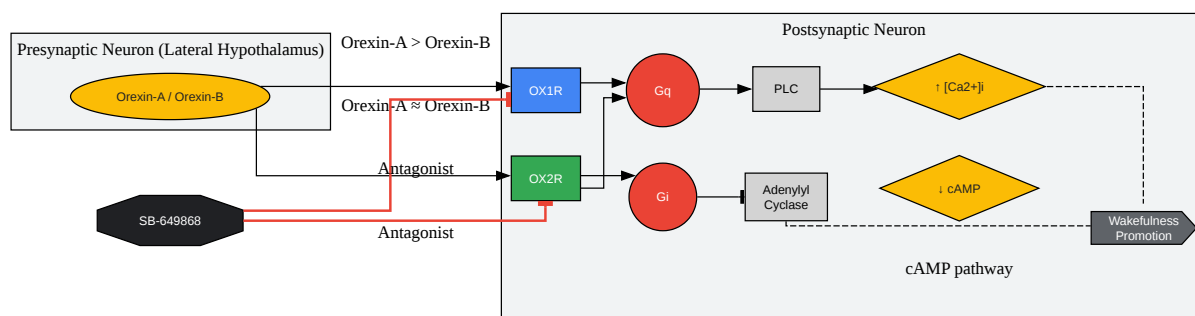 Presynaptic Neuron (Lateral Hypothalamus)
Orexin-A / Orexin-B
Orexin-A > Orexin-B
Orexin-A ≈ Orexin-B
Antagonist
SB-649868
Antagonist
Postsynaptic Neuron
OX1R
Gq
PLC
↑ [Ca2+]i
OX2R
Gi
Adenylyl
Cyclase
↓ cAMP
Wakefulness
Promotion
cAMP pathway